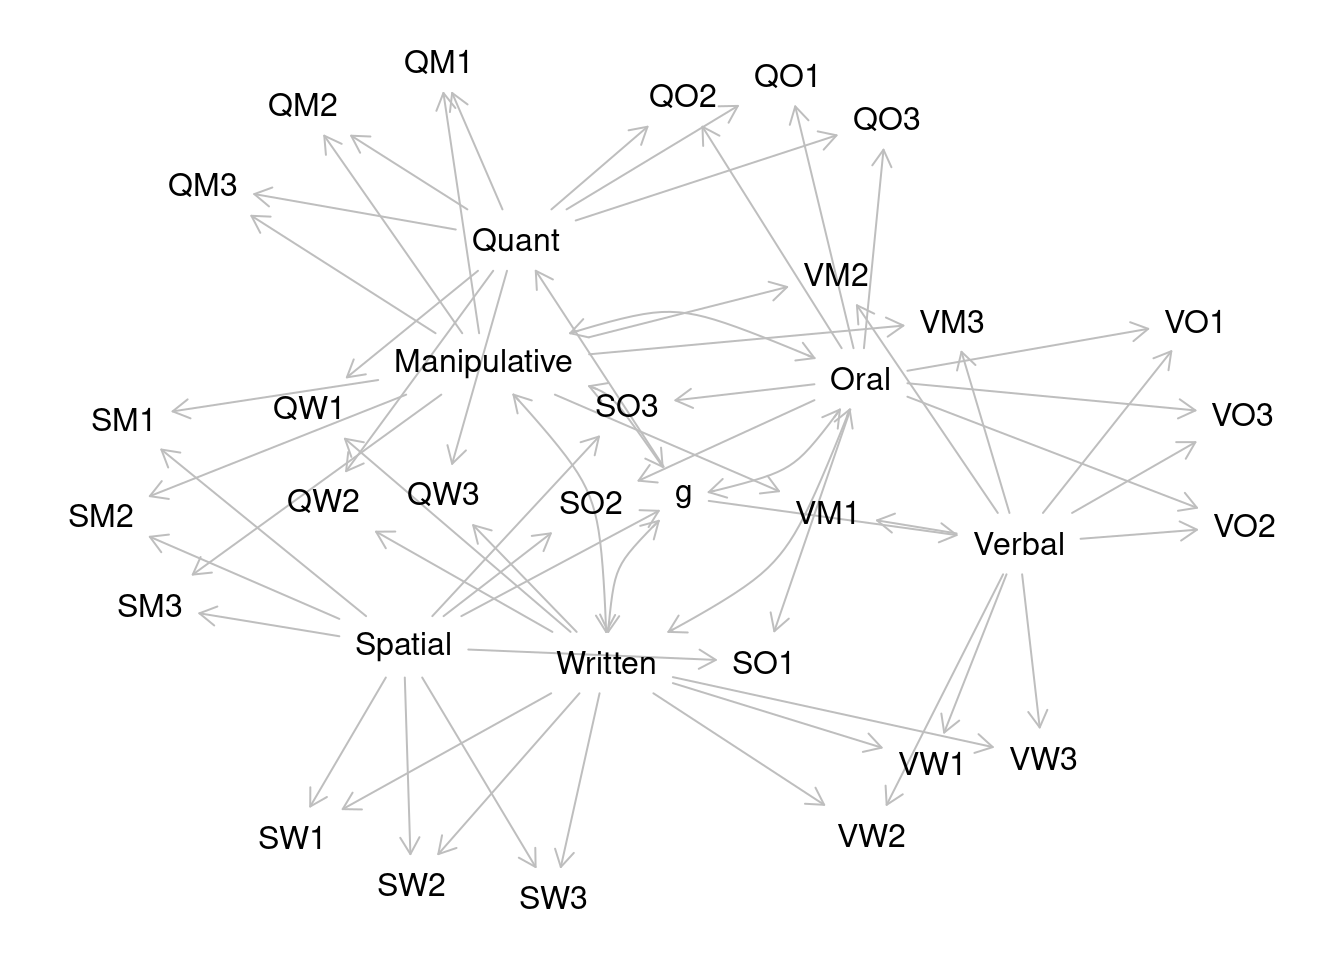 QM1
QO1
QO2
QM2
QO3
QM3
Quant
VM2
VM3
VO1
Manipulative
Oral
SO3
QW1
VO3
SM1
g
QW3
QW2
SO2
VM1
SM2
VO2
Verbal
SM3
Spatial
Written
SO1
VW3
VW1
VW2
SW1
SW2
SW3